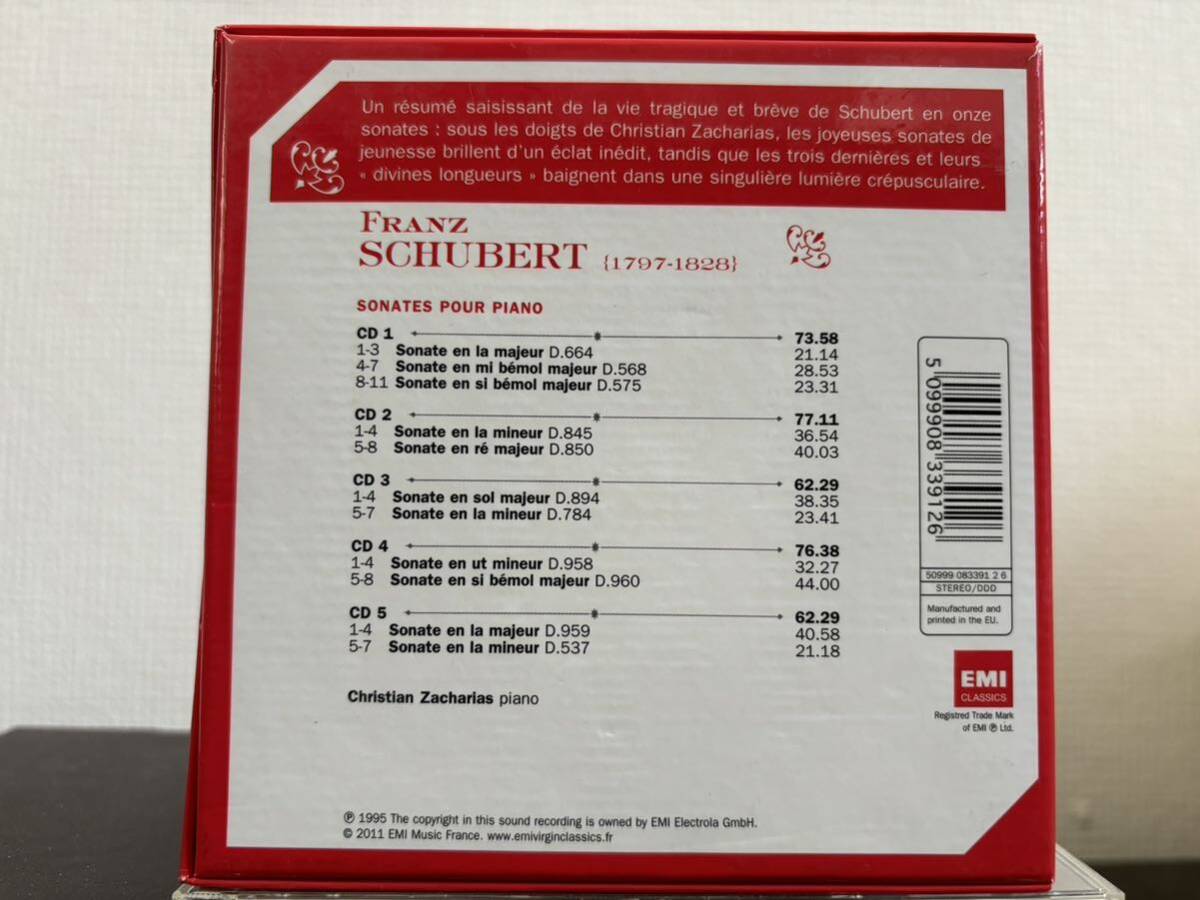 Un résumé saisissant de la vie tragique et brève de Schubert en onze
sonates : sous les doigts de Christian Zacharias, les joyeuses sonates de
jeunesse brillent d'un éclat inédit, tandis que les trois dernières et leurs
« divines longueurs » baignent dans une singulière lumière crépusculaire.
FRANZ
SCHUBERT {1797-1828}
SONATES POUR PIANO
CD 1 73.58
1-3 Sonate en la majeur D.664 21.14
4-7 Sonate en mi bémol majeur D.568 28.53
8-11 Sonate en si bémol majeur D.575 23.31
CD 2 77.11
1-4 Sonate en la mineur D.845 36.54
5-8 Sonate en ré majeur D.850 40.03
CD 3 62.29
1-4 Sonate en sol majeur D.894 38.35
5-7 Sonate en la mineur D.784 23.41
CD 4 76.38
1-4 Sonate en ut mineur D.958 32.27
5-8 Sonate en si bémol majeur D.960 44.00
CD 5 62.29
1-4 Sonate en la majeur D.959 40.58
5-7 Sonate en la mineur D.537 21.18
Christian Zacharias piano
5 099908 339126
50999 083391 2 6
STEREO/DDD
Manufactured and
printed in the EU.
EMI
CLASSICS
Registred Trade Mark
of EMI ℗ Ltd.
℗ 1995 The copyright in this sound recording is owned by EMI Electrola GmbH.
© 2011 EMI Music France. www.emivirginclassics.fr